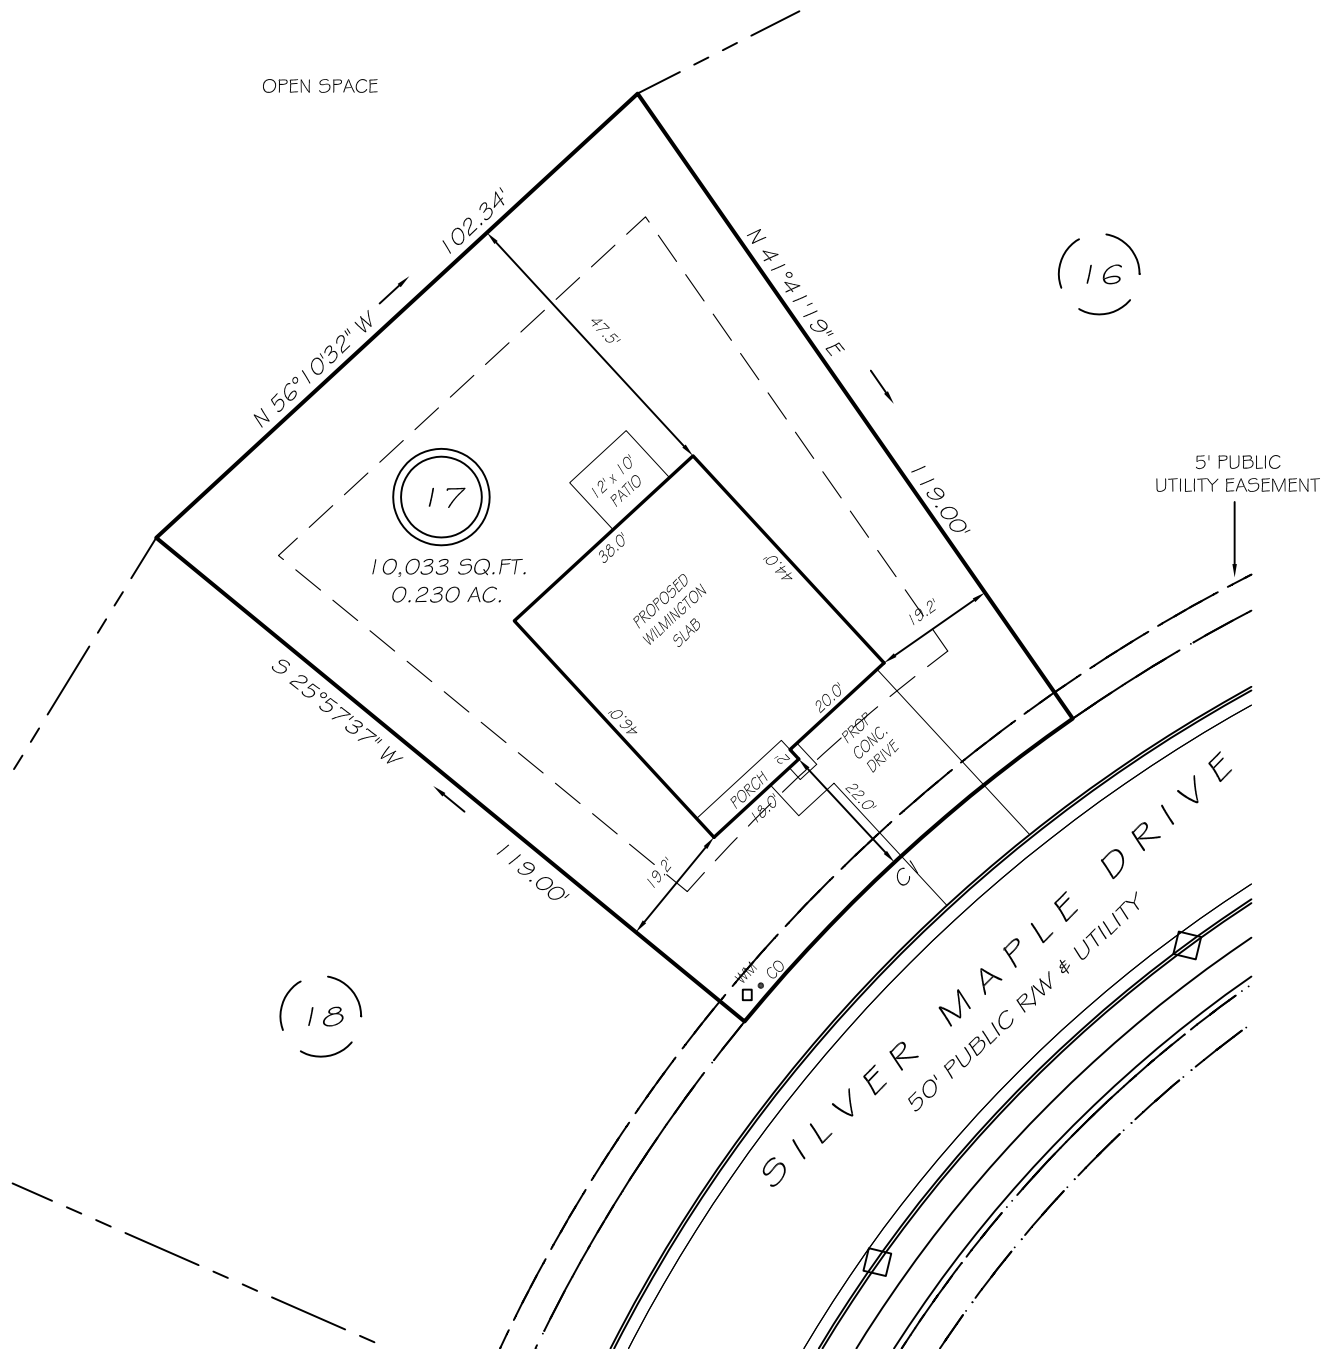 OPEN SPACE
102.34'
N 56°10'32" W
N 41°41'19" E
16
47.5'
5' PUBLIC
UTILITY EASEMENT
12' x 10'
PATIO
17
119.00'
38.0'
44.0'
10,033 SQ.FT.
0.230 AC.
PROPOSED
WILMINGTON
SLAB
19.2'
S 25°57'37" W
20.0'
46.0'
PROP
CONC.
DRIVE
2'
PORCH
18.0'
22.0'
119.00'
19.2'
C
WM
CO
18
SILVER MAPLE DRIVE
50' PUBLIC R/W & UTILITY